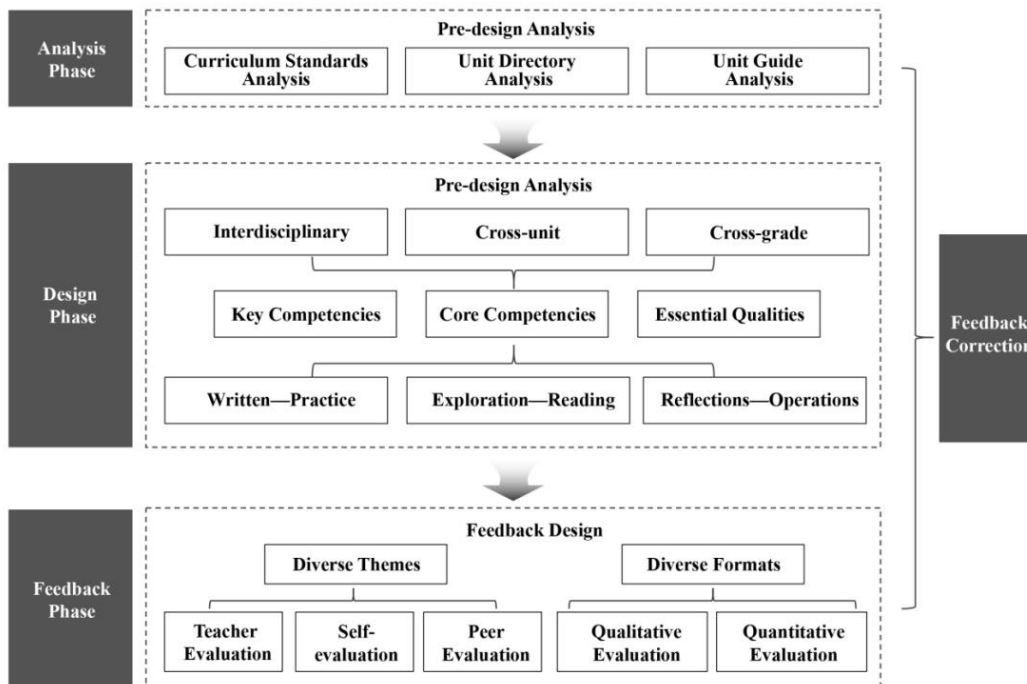 Analysis
Phase
Pre-design Analysis
Curriculum Standards
Analysis
Unit Directory
Analysis
Unit Guide
Analysis
Design
Phase
Pre-design Analysis
Interdisciplinary
Cross-unit
Cross-grade
Key Competencies
Core Competencies
Essential Qualities
Written—Practice
Exploration—Reading
Reflections—Operations
Feedback
Correction
Feedback
Phase
Feedback Design
Diverse Themes
Diverse Formats
Teacher
Evaluation
Self-
evaluation
Peer
Evaluation
Qualitative
Evaluation
Quantitative
Evaluation